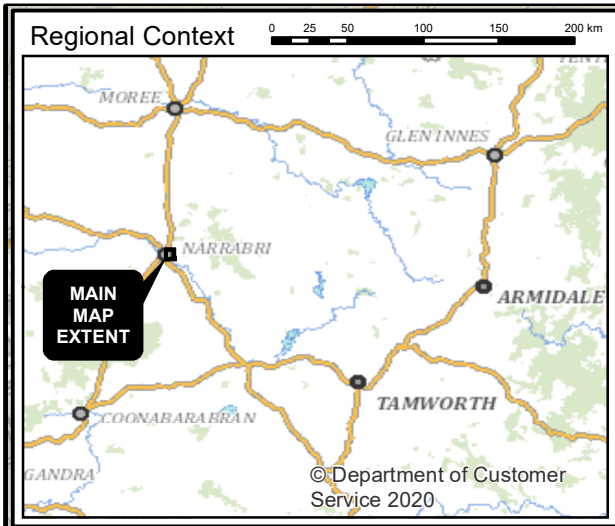 Regional Context
0 25 50 100 150 200 km
MOREE
GLEN INNES
NARRABRI
MAIN
MAP
EXTENT
ARMIDALE
TAMWORTH
COONABARABRAN
GANDRA
© Department of Customer
Service 2020